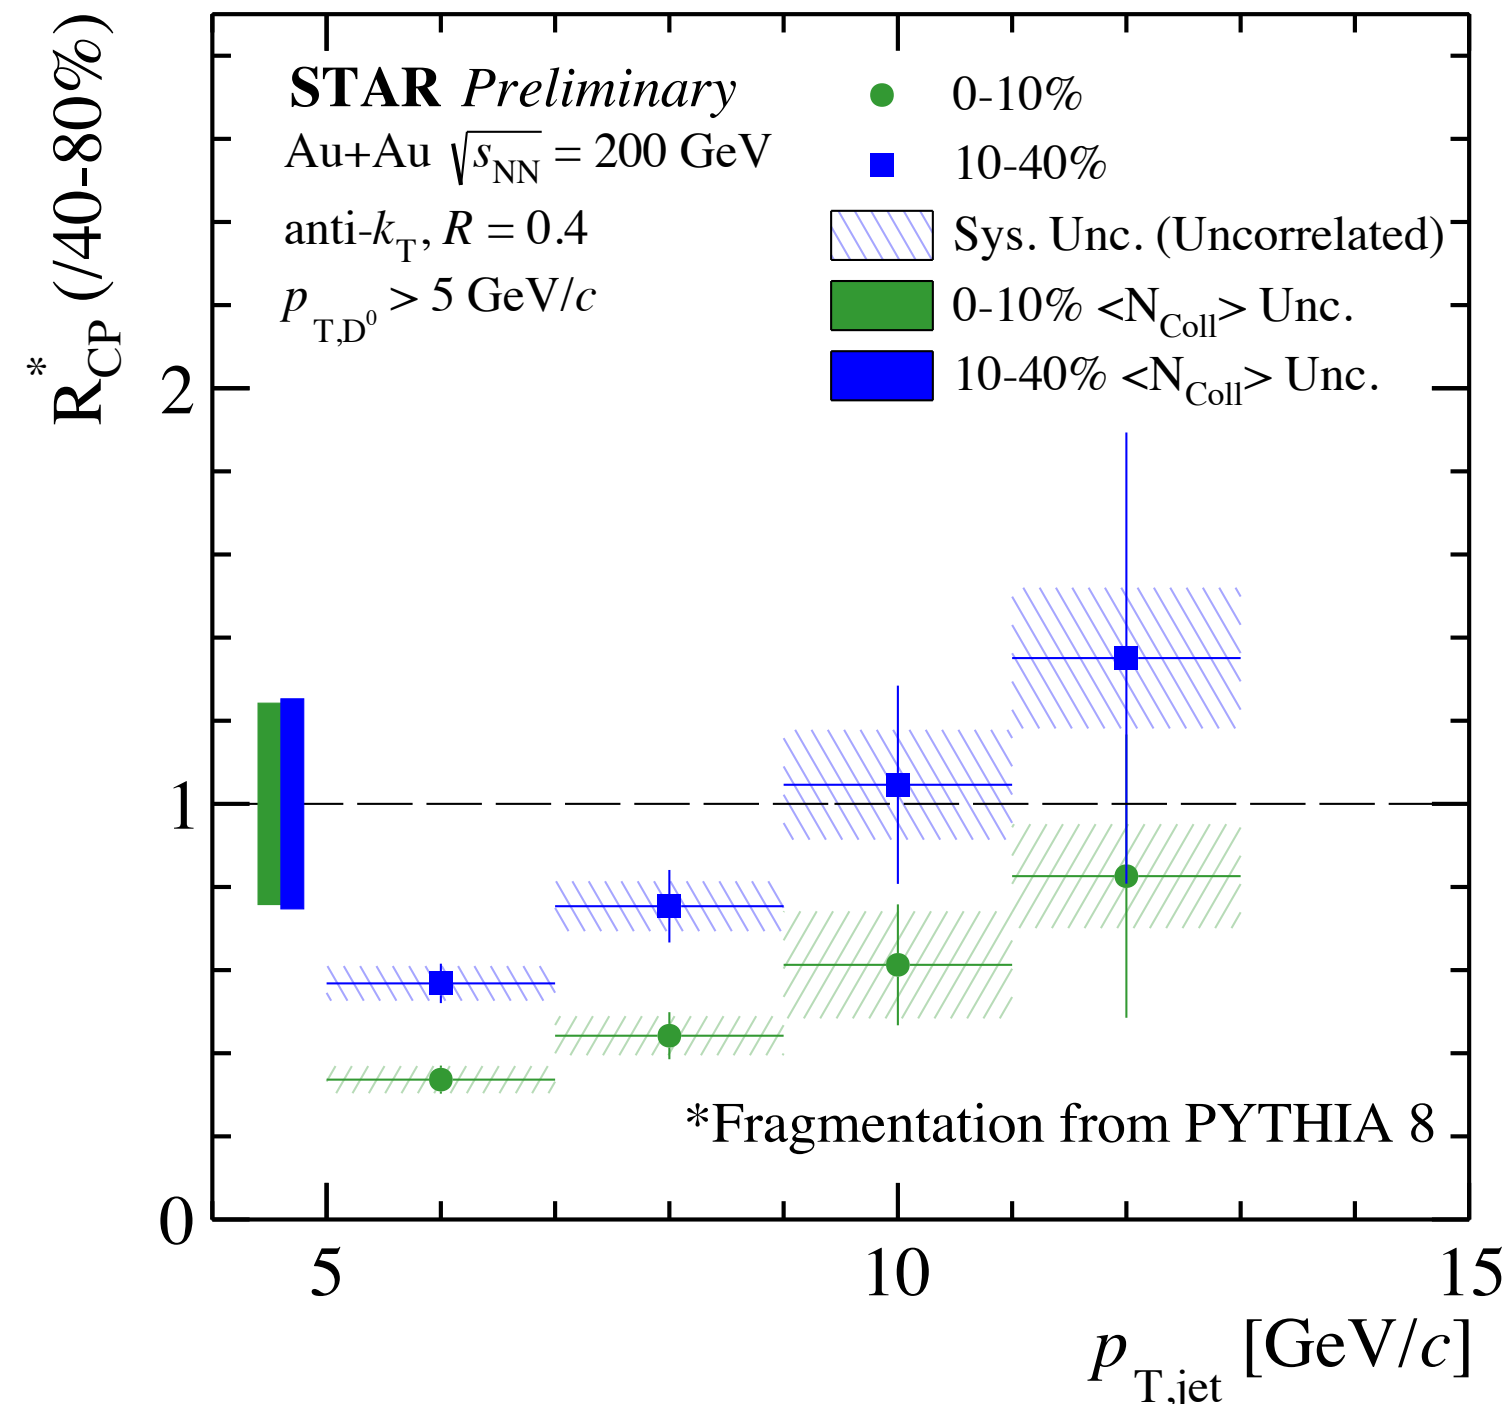 R*CP (/40-80%)
STAR Preliminary
Au+Au √sNN = 200 GeV
anti-kT, R = 0.4
pT,D0 > 5 GeV/c
0-10%
10-40%
Sys. Unc. (Uncorrelated)
0-10% <NColl> Unc.
10-40% <NColl> Unc.
2
1
0
*Fragmentation from PYTHIA 8
5
10
15
pT,jet [GeV/c]